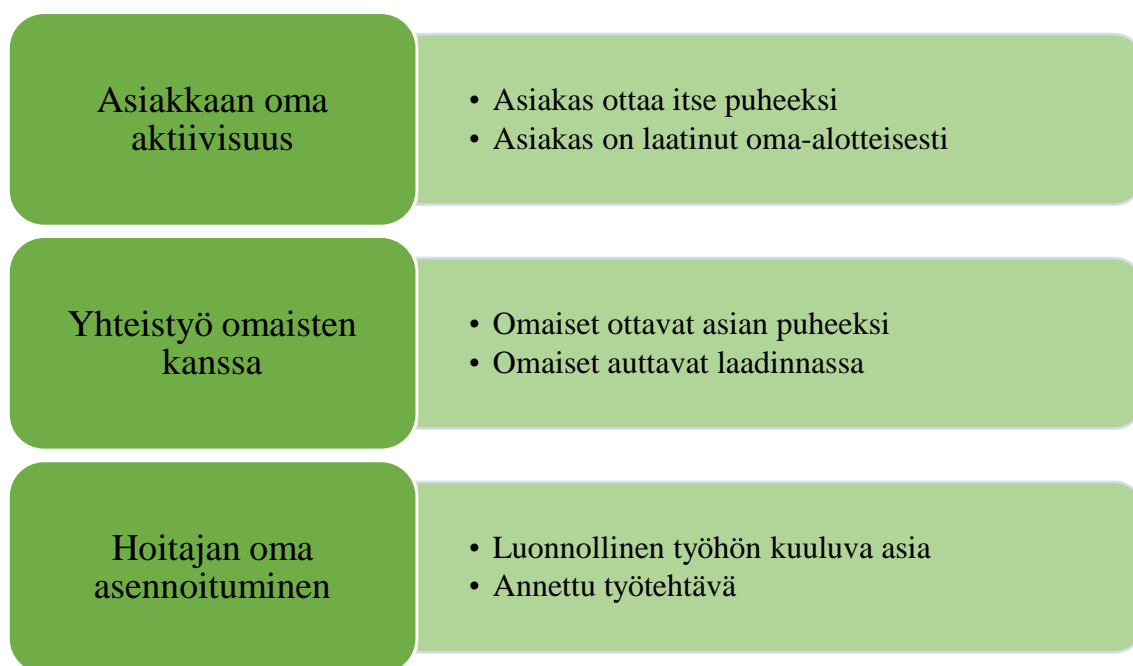 Asiakkaan oma
aktiivisuus
• Asiakas ottaa itse puheeksi
• Asiakas on laatinut oma-alotteisesti
Yhteistyö omaisten
kanssa
• Omaiset ottavat asian puheeksi
• Omaiset auttavat laadinnassa
Hoitajan oma
asennoituminen
• Luonnollinen työhön kuuluva asia
• Annettu työtehtävä